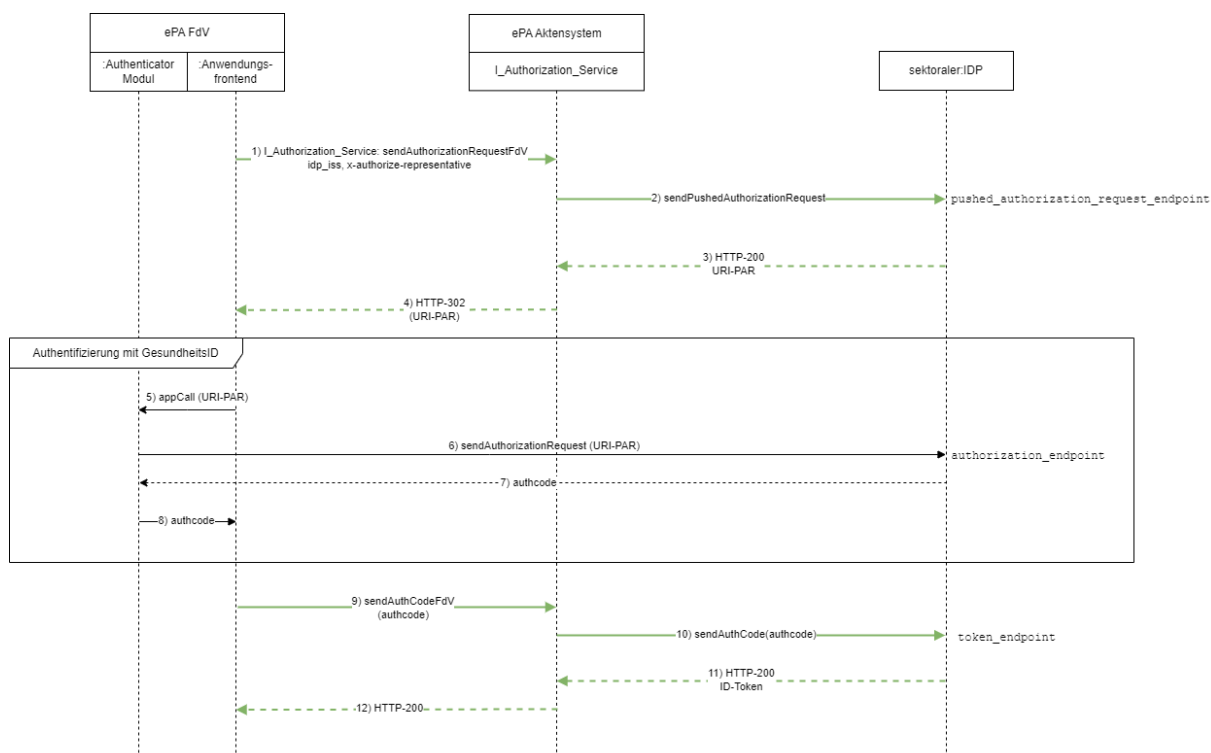 ePA FdV
:Authenticator
Modul
:Anwendungs-
frontend
ePA Aktensystem
I_Authorization_Service
sektoraler:IDP
1) I_Authorization_Service: sendAuthorizationRequestFdV
idp_iss, x-authorize-representative
2) sendPushedAuthorizationRequest
pushed_authorization_request_endpoint
3) HTTP-200
URI-PAR
4) HTTP-302
(URI-PAR)
Authentifizierung mit GesundheitsID
5) appCall (URI-PAR)
6) sendAuthorizationRequest (URI-PAR)
authorization_endpoint
7) authcode
8) authcode
9) sendAuthCodeFdV
(authcode)
10) sendAuthCode(authcode)
token_endpoint
11) HTTP-200
ID-Token
12) HTTP-200